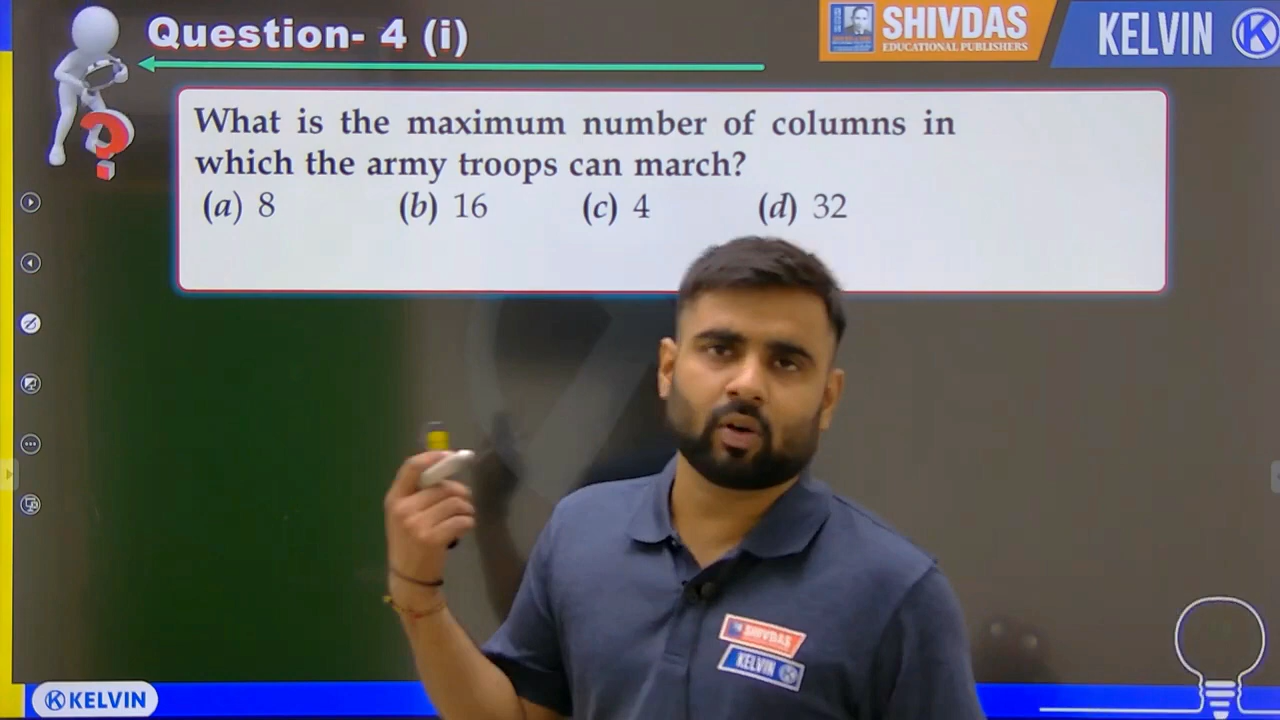 Question- 4 (i)
SHIVDAS
EDUCATIONAL PUBLISHERS
KELVIN
What is the maximum number of columns in
which the army troops can march?
(a) 8 (b) 16 (c) 4 (d) 32
SHIVDAS
KELVIN
KELVIN